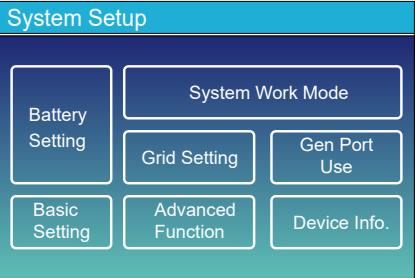 System Setup
System Work Mode
Battery
Setting
Grid Setting
Gen Port
Use
Basic
Setting
Advanced
Function
Device Info.